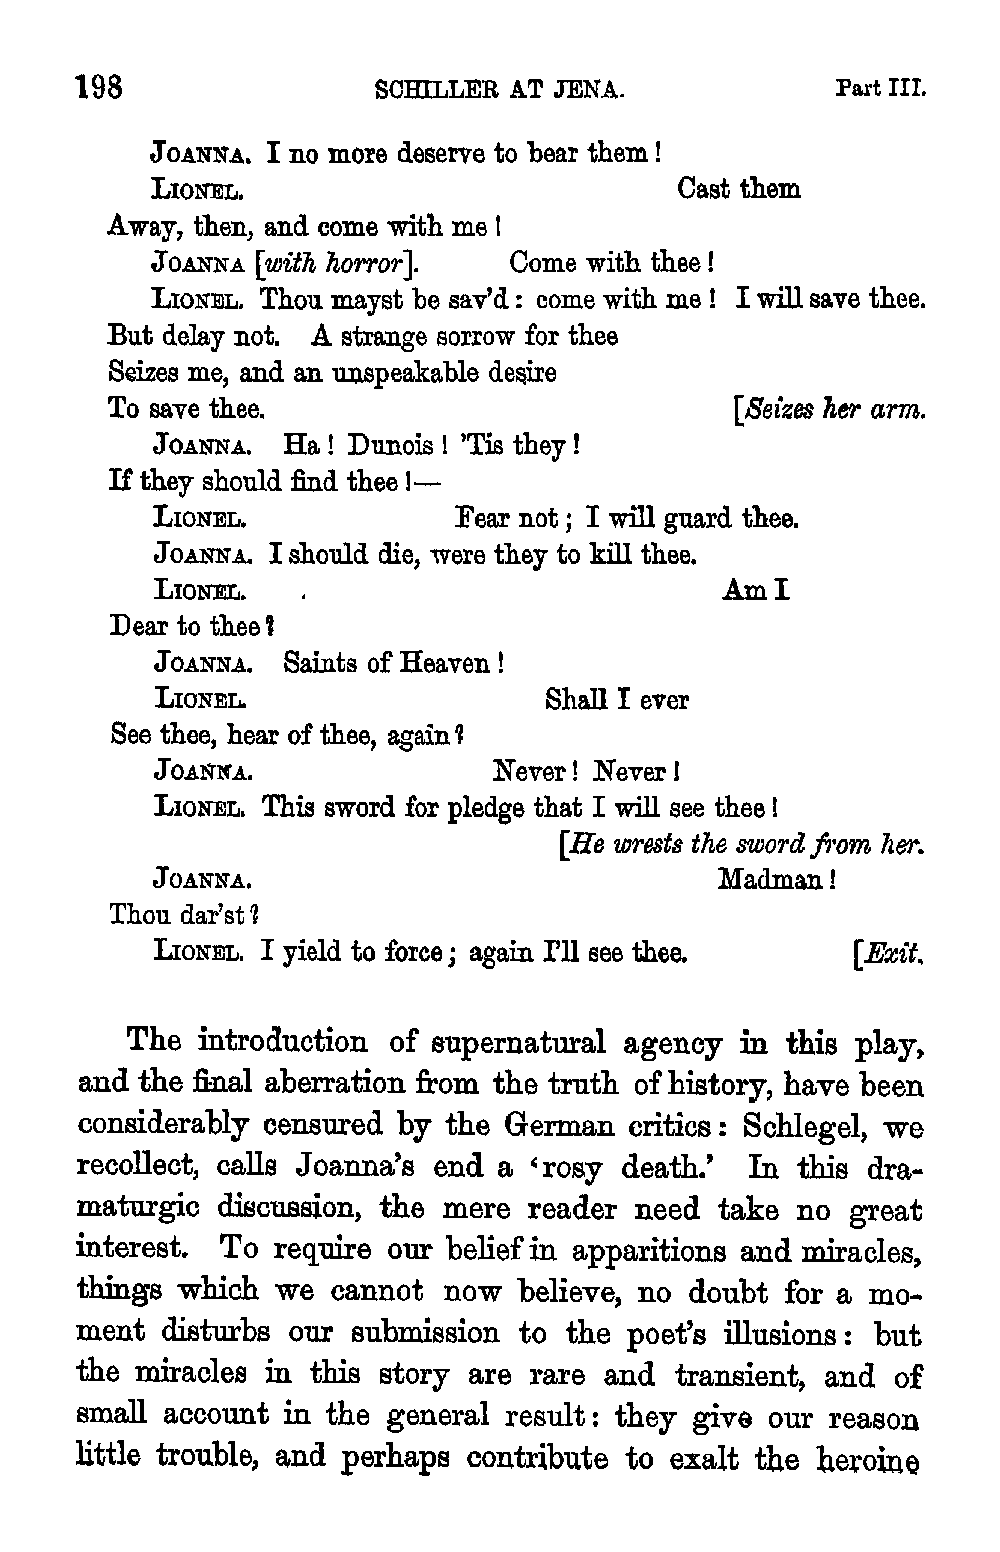 198 SCHILLER AT JENA. Part III.
JOANNA. I no more deserve to bear them!
LIONEL. Cast them
Away, then, and come with me!
JOANNA [with horror]. Come with thee!
LIONEL. Thou mayst be sav'd: come with me! I will save thee.
But delay not. A strange sorrow for thee
Seizes me, and an unspeakable desire
To save thee. [Seizes her arm.
JOANNA. Ha! Dunois! 'Tis they!
If they should find thee!—
LIONEL. Fear not; I will guard thee.
JOANNA. I should die, were they to kill thee.
LIONEL. Am I
Dear to thee?
JOANNA. Saints of Heaven!
LIONEL. Shall I ever
See thee, hear of thee, again?
JOANNA. Never! Never!
LIONEL. This sword for pledge that I will see thee!
[He wrests the sword from her.
JOANNA. Madman!
Thou dar'st?
LIONEL. I yield to force; again I'll see thee. [Exit.
The introduction of supernatural agency in this play,
and the final aberration from the truth of history, have been
considerably censured by the German critics: Schlegel, we
recollect, calls Joanna's end a 'rosy death.' In this dra-
maturgic discussion, the mere reader need take no great
interest. To require our belief in apparitions and miracles,
things which we cannot now believe, no doubt for a mo-
ment disturbs our submission to the poet's illusions: but
the miracles in this story are rare and transient, and of
small account in the general result: they give our reason
little trouble, and perhaps contribute to exalt the heroine